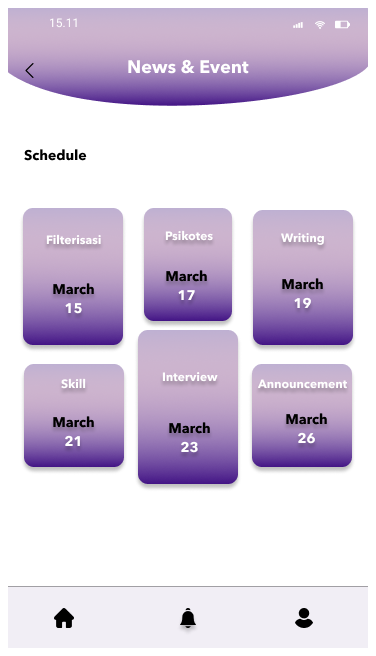 15.11
News & Event
Schedule
Filterisasi
March
15
Psikotes
March
17
Writing
March
19
Skill
March
21
Interview
March
23
Announcement
March
26